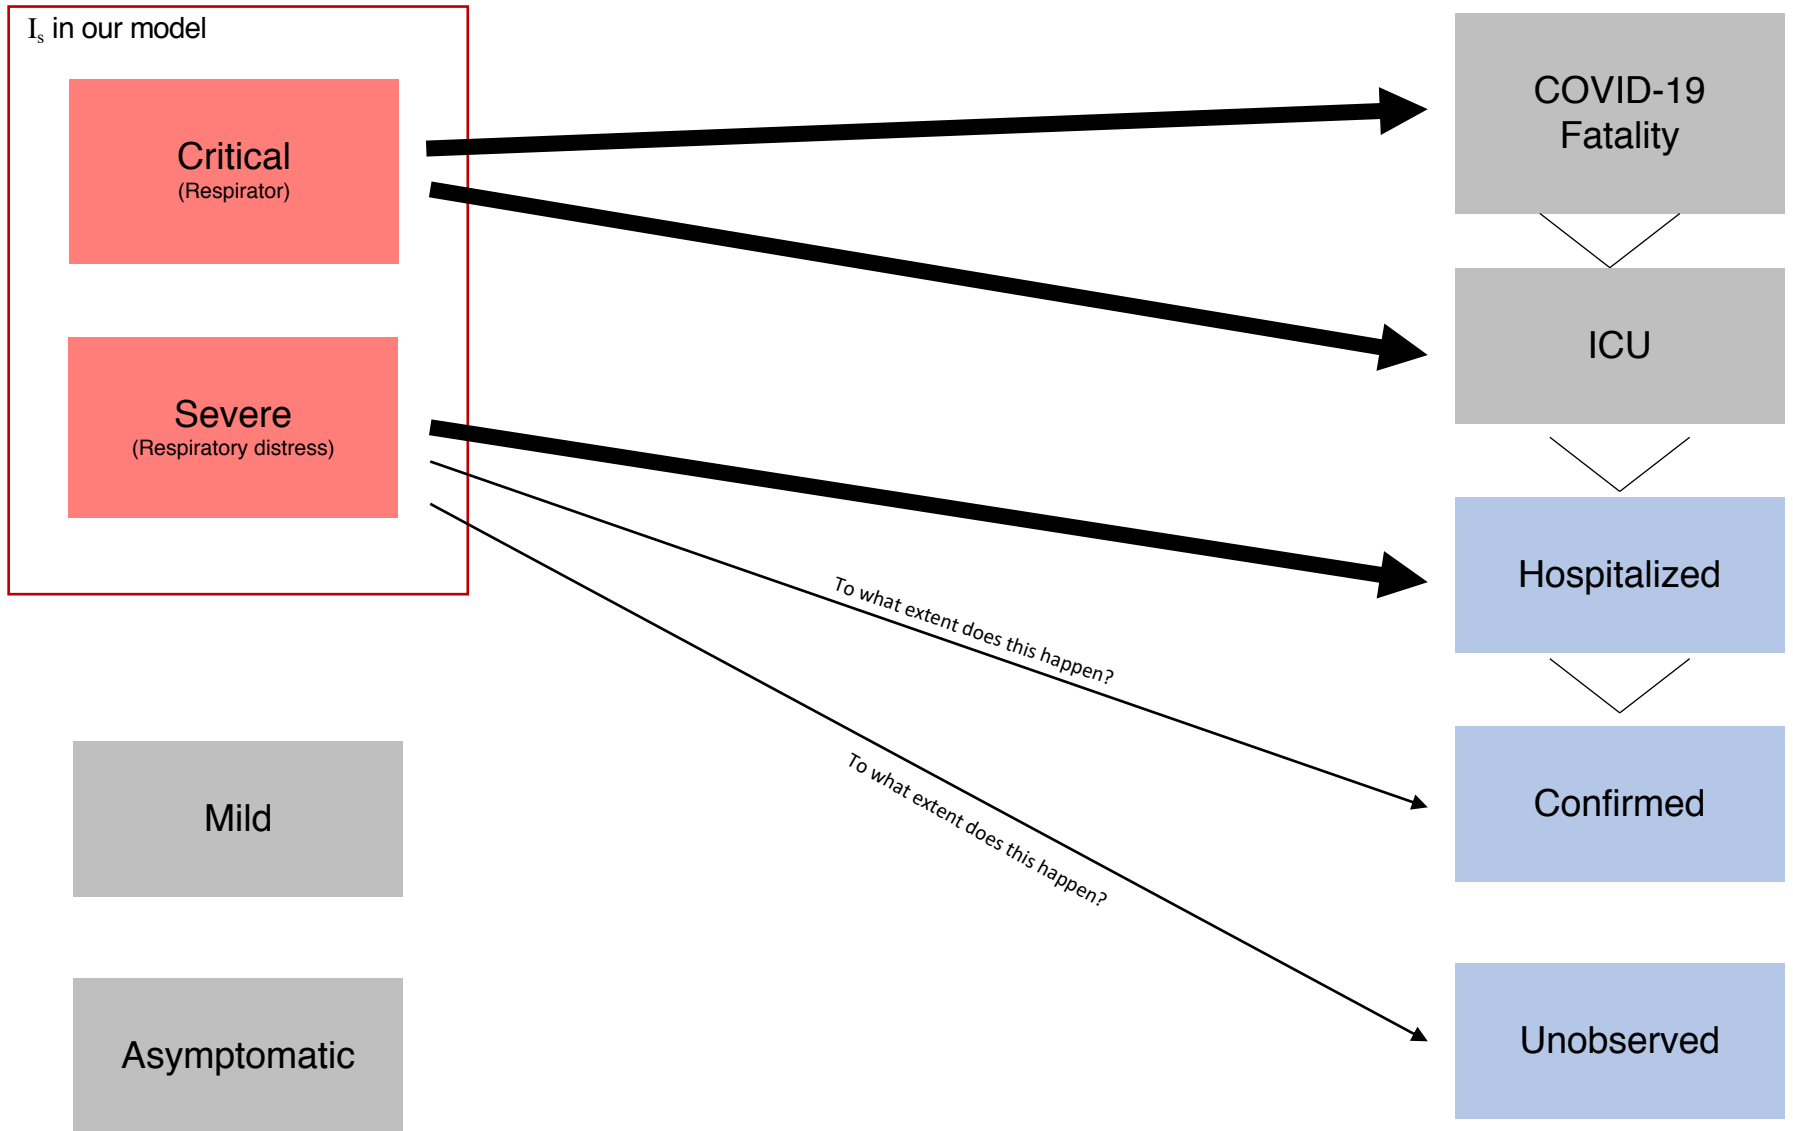 I_s in our model
Critical
(Respirator)
Severe
(Respiratory distress)
Mild
Asymptomatic
To what extent does this happen?
To what extent does this happen?
COVID-19
Fatality
ICU
Hospitalized
Confirmed
Unobserved